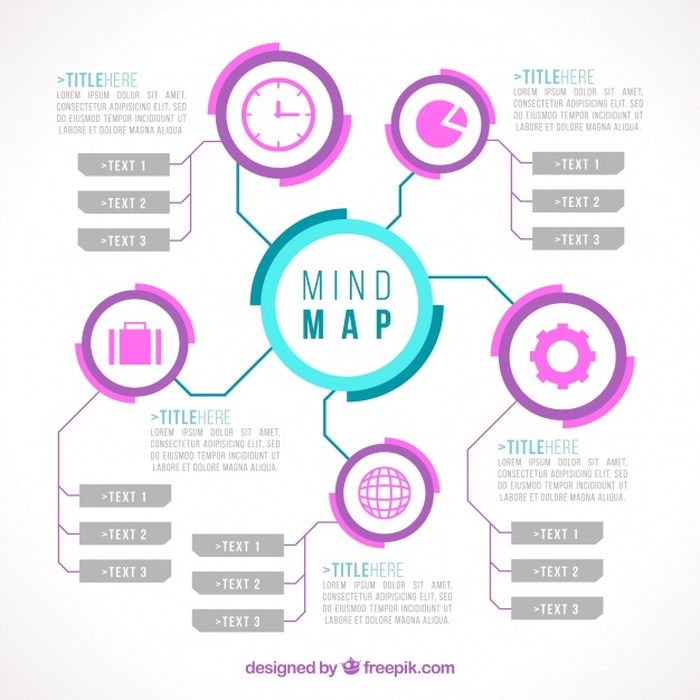 >TITLEHERE
LOREM IPSUM DOLOR SIT AMET,
CONSECTETUR ADIPISICING ELIT, SED
DO EIUSMOD TEMPOR INCIDIDUNT UT
LABORE ET DOLORE MAGNA ALIQUA.
>TEXT 1
>TEXT 2
>TEXT 3
>TITLEHERE
LOREM IPSUM DOLOR SIT AMET,
CONSECTETUR ADIPISICING ELIT, SED
DO EIUSMOD TEMPOR INCIDIDUNT UT
LABORE ET DOLORE MAGNA ALIQUA.
>TEXT 1
>TEXT 2
>TEXT 3
MIND
MAP
>TITLEHERE
LOREM IPSUM DOLOR SIT AMET,
CONSECTETUR ADIPISICING ELIT, SED
DO EIUSMOD TEMPOR INCIDIDUNT UT
LABORE ET DOLORE MAGNA ALIQUA.
>TEXT 1
>TEXT 2
>TEXT 3
>TITLEHERE
LOREM IPSUM DOLOR SIT AMET,
CONSECTETUR ADIPISICING ELIT, SED
DO EIUSMOD TEMPOR INCIDIDUNT UT
LABORE ET DOLORE MAGNA ALIQUA.
>TEXT 1
>TEXT 2
>TEXT 3
>TEXT 1
>TEXT 2
>TEXT 3
>TITLEHERE
LOREM IPSUM DOLOR SIT AMET,
CONSECTETUR ADIPISICING ELIT, SED
DO EIUSMOD TEMPOR INCIDIDUNT UT
LABORE ET DOLORE MAGNA ALIQUA.
designed by freepik.com